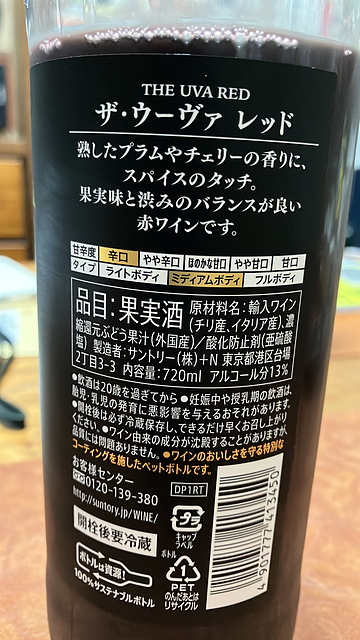 THE UVA RED
ザ・ウーヴァ レッド
熟したプラムやチェリーの香りに、
スパイスのタッチ。
果実味と渋みのバランスが良い
赤ワインです。
甘辛度 辛口 やや辛口 ほのかな甘口 やや甘口 甘口
タイプ ライトボディ ミディアムボディ フルボディ
品目:果実酒 原材料名:輸入ワイン
(チリ産、イタリア産)、濃
縮還元ぶどう果汁(外国産)/酸化防止剤(亜硫酸
塩) 製造者:サントリー(株)+N 東京都港区台場
2丁目3-3 内容量:720ml アルコール分13%
●飲酒は20歳を過ぎてから ●妊娠中や授乳期の飲酒は、
胎児・乳児の発育に悪影響を与えるおそれがあります。
●開栓後は必ず冷蔵保存し、できるだけ早くお召し上がり
ください。●ワイン由来の成分が沈殿することがありますが、
品質には問題ありません。●ワインのおいしさを守る特別な
コーティングを施したペットボトルです。
お客様センター
0120-139-380
http://suntory.jp/WINE/
DP1RT
開栓後要冷蔵
プラ
キャップ
ラベル
ボトル
1
PET
のんだあとは
リサイクル
ボトルは資源!
100%サステナブルボトル
4 901777 413450